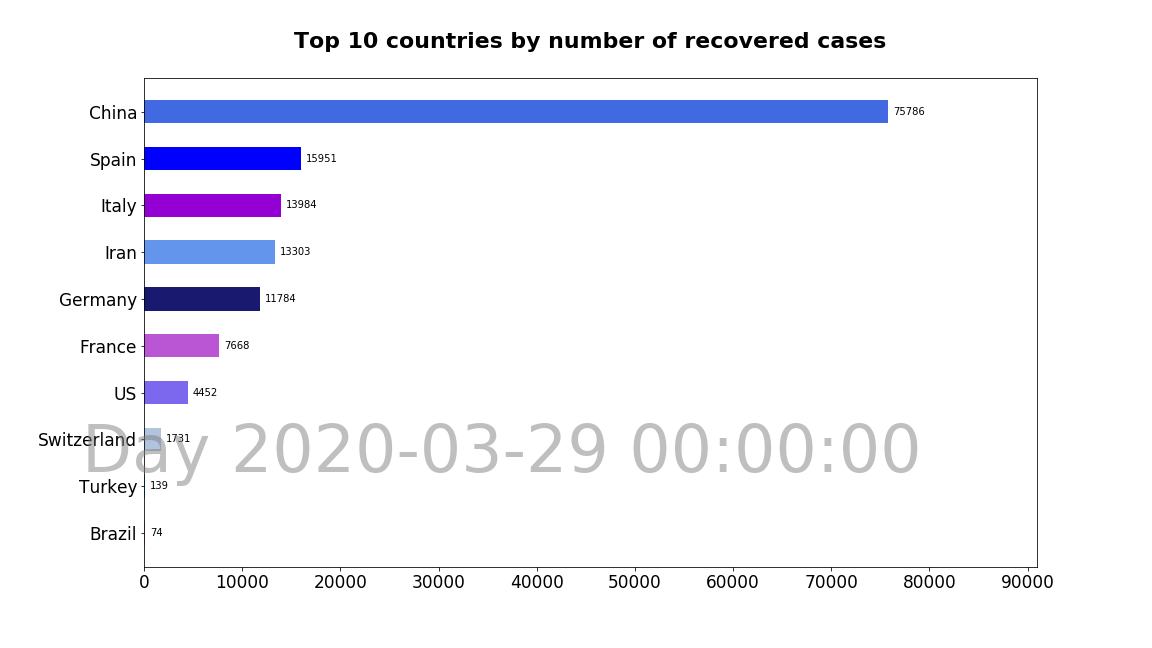 Top 10 countries by number of recovered cases
China 75786
Spain 15951
Italy 13984
Iran 13303
Germany 11784
France 7668
US 4452
Switzerland 1731
Day 2020-03-29 00:00:00
Turkey 139
Brazil 74
0 10000 20000 30000 40000 50000 60000 70000 80000 90000